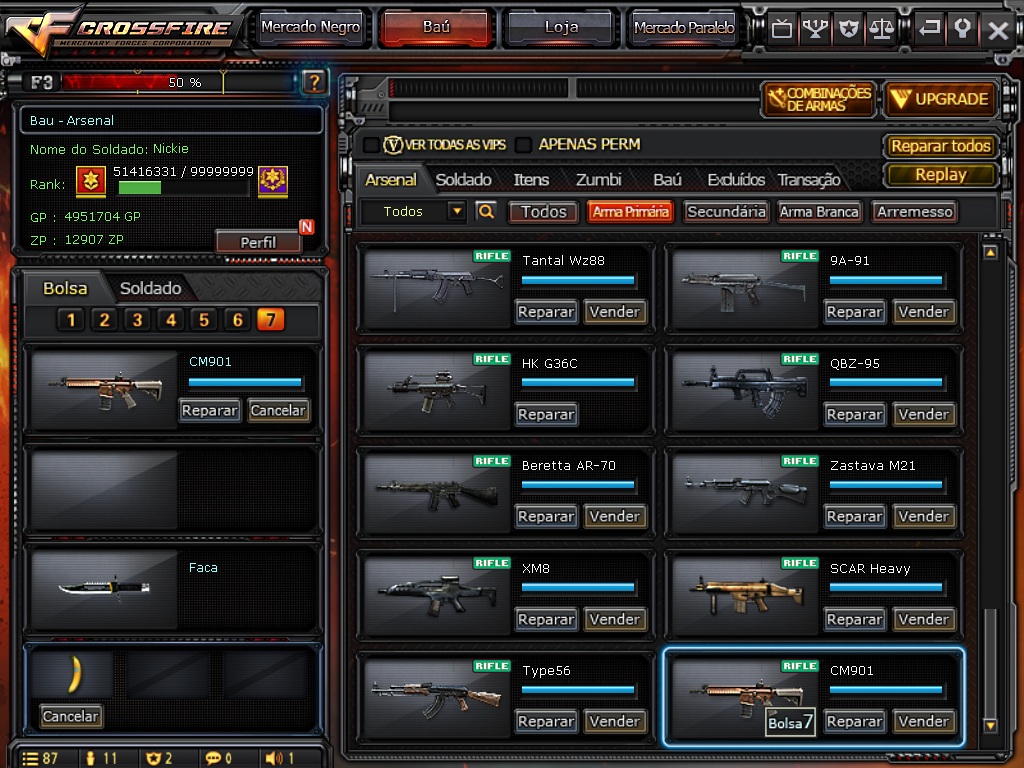 CROSSFIRE
MERCENARY FORCES CORPORATION
Mercado Negro
Baú
Loja
Mercado Paralelo
F3
50 %
?
COMBINAÇÕES DE ARMAS
UPGRADE
Bau - Arsenal
Nome do Soldado: Nickie
Rank:
51416331 / 99999999
GP : 4951704 GP
ZP : 12907 ZP
N
Perfil
V VER TODAS AS VIPS
APENAS PERM
Reparar todos
Replay
Arsenal
Soldado
Itens
Zumbi
Baú
Excluídos
Transação
Todos
Todos
Arma Primária
Secundária
Arma Branca
Arremesso
Bolsa
Soldado
1 2 3 4 5 6 7
CM901
Reparar
Cancelar
Faca
Cancelar
87
11
2
0
1
RIFLE
Tantal Wz88
Reparar
Vender
RIFLE
9A-91
Reparar
Vender
RIFLE
HK G36C
Reparar
RIFLE
QBZ-95
Reparar
Vender
RIFLE
Beretta AR-70
Reparar
Vender
RIFLE
Zastava M21
Reparar
Vender
RIFLE
XM8
Reparar
Vender
RIFLE
SCAR Heavy
Reparar
Vender
RIFLE
Type56
Reparar
Vender
RIFLE
CM901
Bolsa7
Reparar
Vender